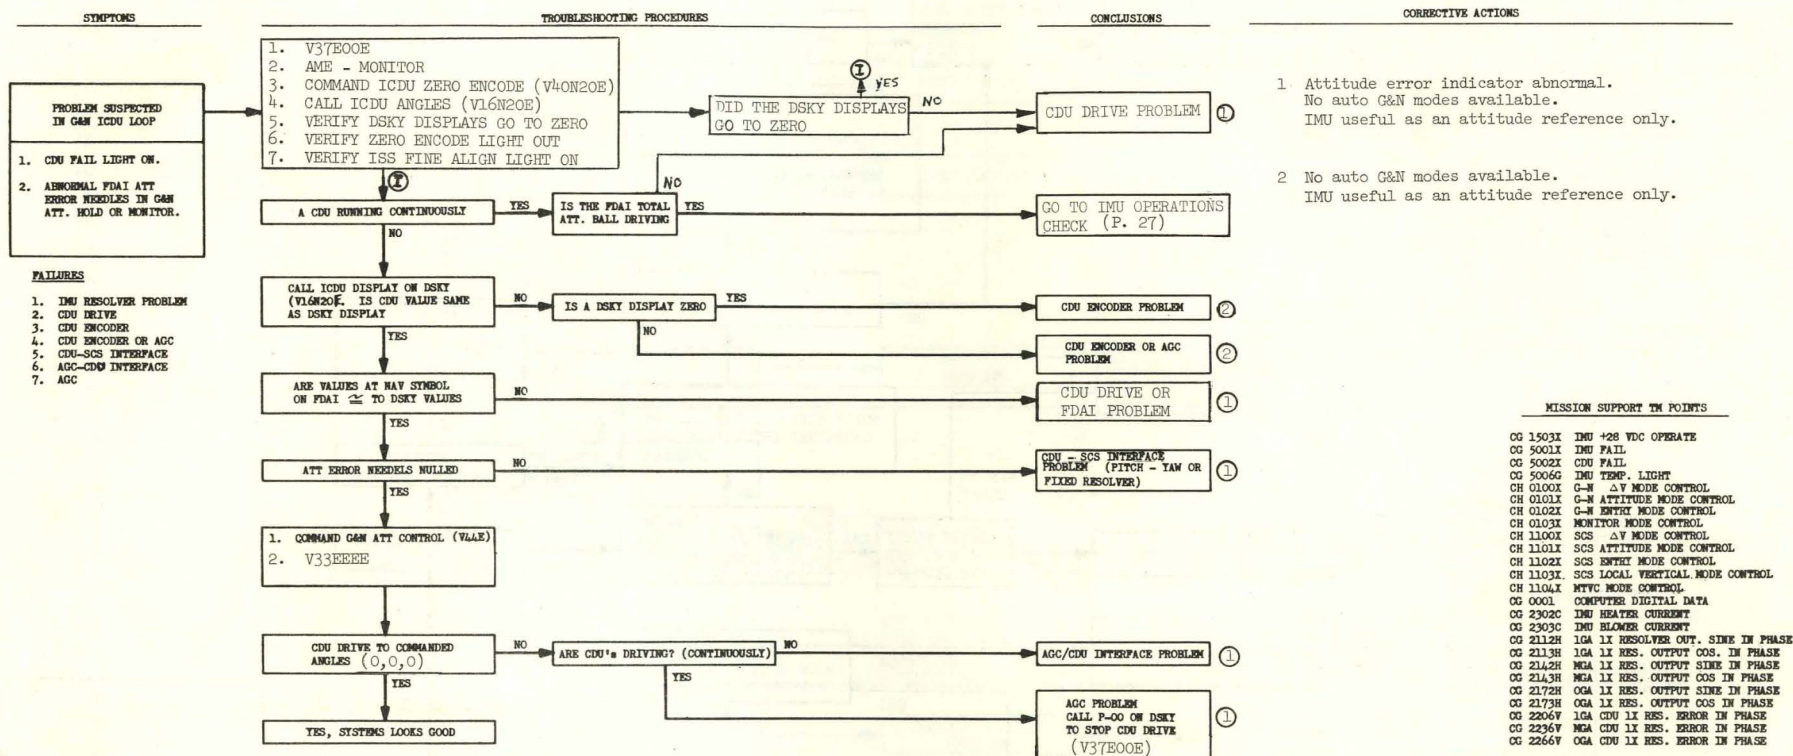 SYMPTOMS
TROUBLESHOOTING PROCEDURES
CONCLUSIONS
CORRECTIVE ACTIONS
PROBLEM SUSPECTED
IN G&N ICDU LOOP
1. CDU FAIL LIGHT ON.
2. ABNORMAL FDAI ATT
ERROR NEEDLES IN G&N
ATT. HOLD OR MONITOR.
FAILURES
1. IMU RESOLVER PROBLEM
2. CDU DRIVE
3. CDU ENCODER
4. CDU ENCODER OR AGC
5. CDU-SCS INTERFACE
6. AGC-CDU INTERFACE
7. AGC
1. V37E00E
2. AME - MONITOR
3. COMMAND ICDU ZERO ENCODE (V40N20E)
4. CALL ICDU ANGLES (V16N20E)
5. VERIFY DSKY DISPLAYS GO TO ZERO
6. VERIFY ZERO ENCODE LIGHT OUT
7. VERIFY ISS FINE ALIGN LIGHT ON
I
YES
DID THE DSKY DISPLAYS
GO TO ZERO
NO
CDU DRIVE PROBLEM
1
I
A CDU RUNNING CONTINUOUSLY
YES
IS THE FDAI TOTAL
ATT. BALL DRIVING
NO
YES
GO TO IMU OPERATIONS
CHECK (P. 27)
NO
CALL ICDU DISPLAY ON DSKY
(V16N20E. IS CDU VALUE SAME
AS DSKY DISPLAY
NO
IS A DSKY DISPLAY ZERO
YES
CDU ENCODER PROBLEM
2
NO
CDU ENCODER OR AGC
PROBLEM
2
YES
ARE VALUES AT NAV SYMBOL
ON FDAI ≅ TO DSKY VALUES
NO
CDU DRIVE OR
FDAI PROBLEM
1
YES
ATT ERROR NEEDELS NULLED
NO
CDU - SCS INTERFACE
PROBLEM (PITCH - YAW OR
FIXED RESOLVER)
1
YES
1. COMMAND G&N ATT CONTROL (V44E)
2. V33EEEE
CDU DRIVE TO COMMANDED
ANGLES (0,0,0)
NO
ARE CDU's DRIVING? (CONTINUOUSLY)
NO
AGC/CDU INTERFACE PROBLEM
1
YES
AGC PROBLEM
CALL P-00 ON DSKY
TO STOP CDU DRIVE
(V37E00E)
1
YES
YES, SYSTEMS LOOKS GOOD
1 Attitude error indicator abnormal.
No auto G&N modes available.
IMU useful as an attitude reference only.
2 No auto G&N modes available.
IMU useful as an attitude reference only.
MISSION SUPPORT TM POINTS
CG 1503X IMU +28 VDC OPERATE
CG 5001X IMU FAIL
CG 5002X CDU FAIL
CG 5006G IMU TEMP. LIGHT
CH 0100X G-N ΔV MODE CONTROL
CH 0101X G-N ATTITUDE MODE CONTROL
CH 0102X G-N ENTRY MODE CONTROL
CH 0103X MONITOR MODE CONTROL
CH 1100X SCS ΔV MODE CONTROL
CH 1101X SCS ATTITUDE MODE CONTROL
CH 1102X SCS ENTRY MODE CONTROL
CH 1103X. SCS LOCAL VERTICAL MODE CONTROL
CH 1104X MTVC MODE CONTROL
CG 0001 COMPUTER DIGITAL DATA
CG 2302C IMU HEATER CURRENT
CG 2303C IMU BLOWER CURRENT
CG 2112H IGA 1X RESOLVER OUT. SINE IN PHASE
CG 2113H IGA 1X RES. OUTPUT COS. IN PHASE
CG 2142H MGA 1X RES. OUTPUT SINE IN PHASE
CG 2143H MGA 1X RES. OUTPUT COS IN PHASE
CG 2172H OGA 1X RES. OUTPUT SINE IN PHASE
CG 2173H OGA 1X RES. OUTPUT COS IN PHASE
CG 2206V IGA CDU 1X RES. ERROR IN PHASE
CG 2236V MGA CDU 1X RES. ERROR IN PHASE
CG 2266V OGA CDU 1X RES. ERROR IN PHASE